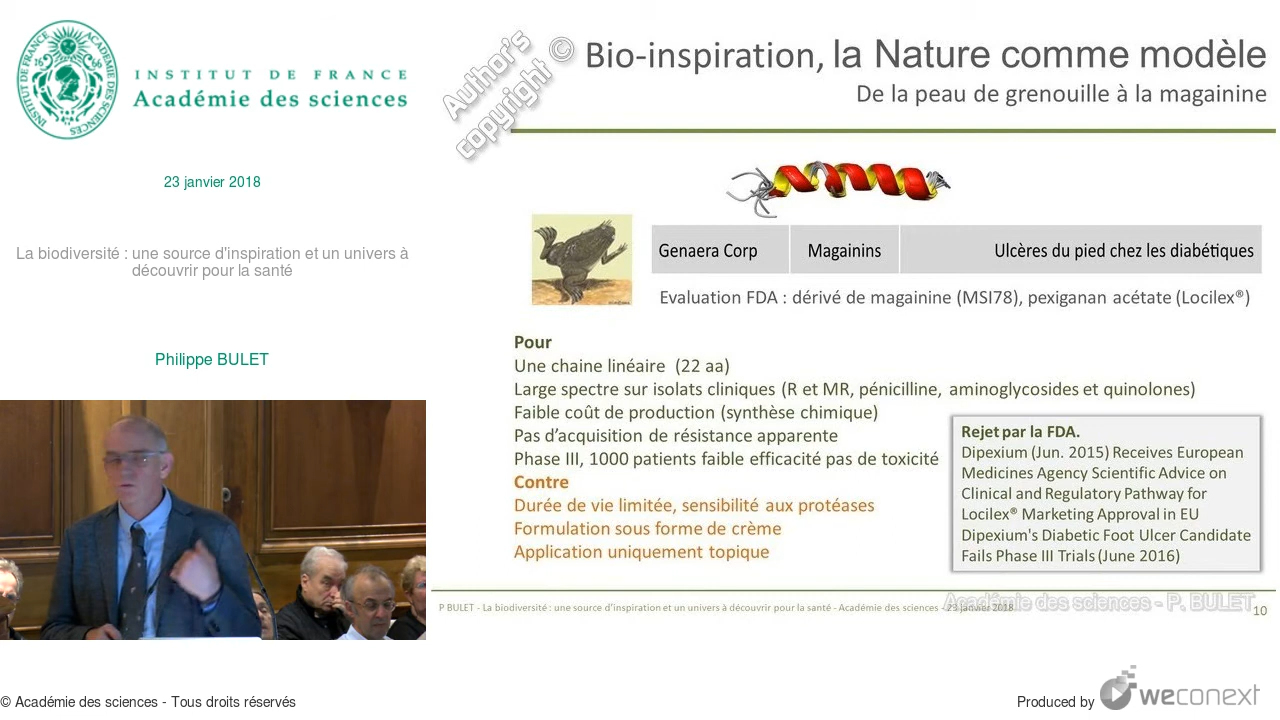 INSTITUT DE FRANCE
Académie des sciences
23 janvier 2018
La biodiversité : une source d'inspiration et un univers à
découvrir pour la santé
Philippe BULET
Author's
copyright ©
Bio-inspiration, la Nature comme modèle
De la peau de grenouille à la magainine
Genaera Corp
Magainins
Ulcères du pied chez les diabétiques
Evaluation FDA : dérivé de magainine (MSI78), pexiganan acétate (Locilex®)
Pour
Une chaine linéaire (22 aa)
Large spectre sur isolats cliniques (R et MR, pénicilline, aminoglycosides et quinolones)
Faible coût de production (synthèse chimique)
Pas d'acquisition de résistance apparente
Phase III, 1000 patients faible efficacité pas de toxicité
Contre
Durée de vie limitée, sensibilité aux protéases
Formulation sous forme de crème
Application uniquement topique
Rejet par la FDA.
Dipexium (Jun. 2015) Receives European
Medicines Agency Scientific Advice on
Clinical and Regulatory Pathway for
Locilex® Marketing Approval in EU
Dipexium's Diabetic Foot Ulcer Candidate
Fails Phase III Trials (June 2016)
P BULET - La biodiversité : une source d'inspiration et un univers à découvrir pour la santé - Académie des sciences - 23 janvier 2018
Académie des sciences - P. BULET
10
© Académie des sciences - Tous droits réservés
Produced by weconext